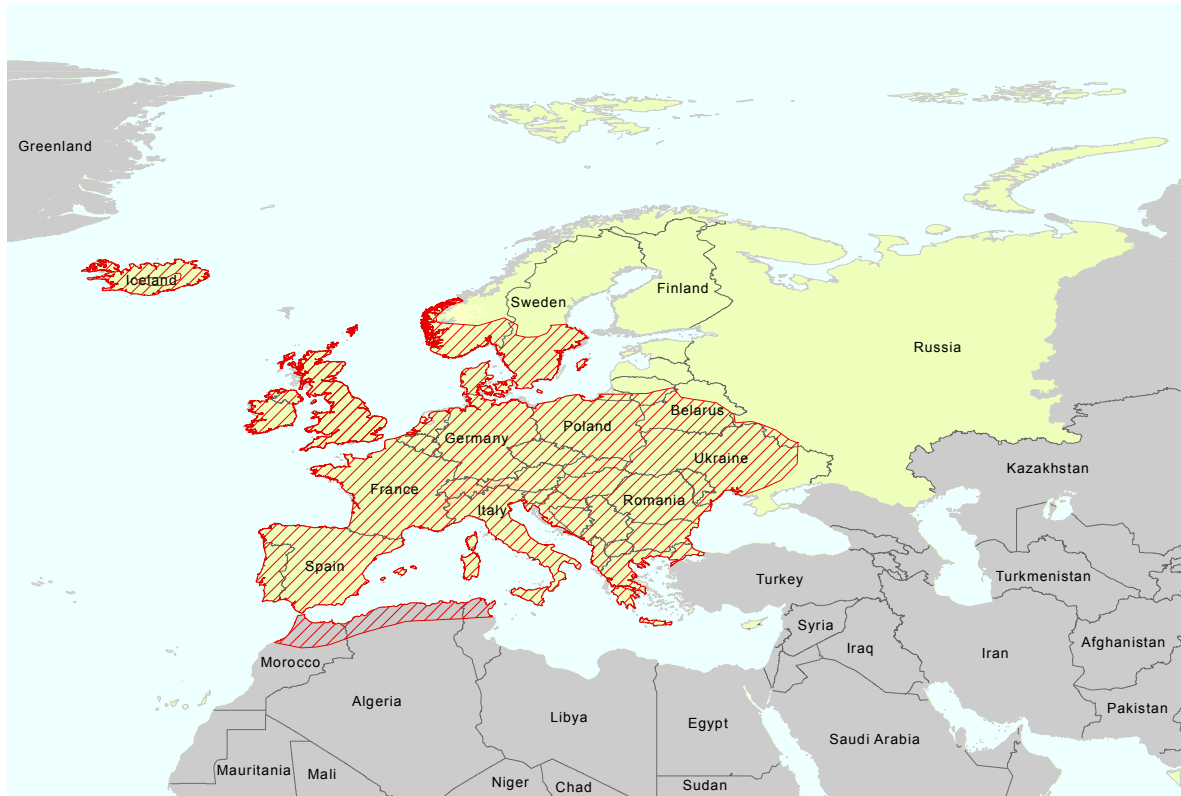 Greenland
Iceland
Sweden
Finland
Russia
Belarus
Poland
Germany
Ukraine
Kazakhstan
France
Romania
Italy
Spain
Turkey
Turkmenistan
Syria
Iraq
Iran
Afghanistan
Morocco
Algeria
Libya
Egypt
Saudi Arabia
Pakistan
Mauritania
Mali
Niger
Chad
Sudan